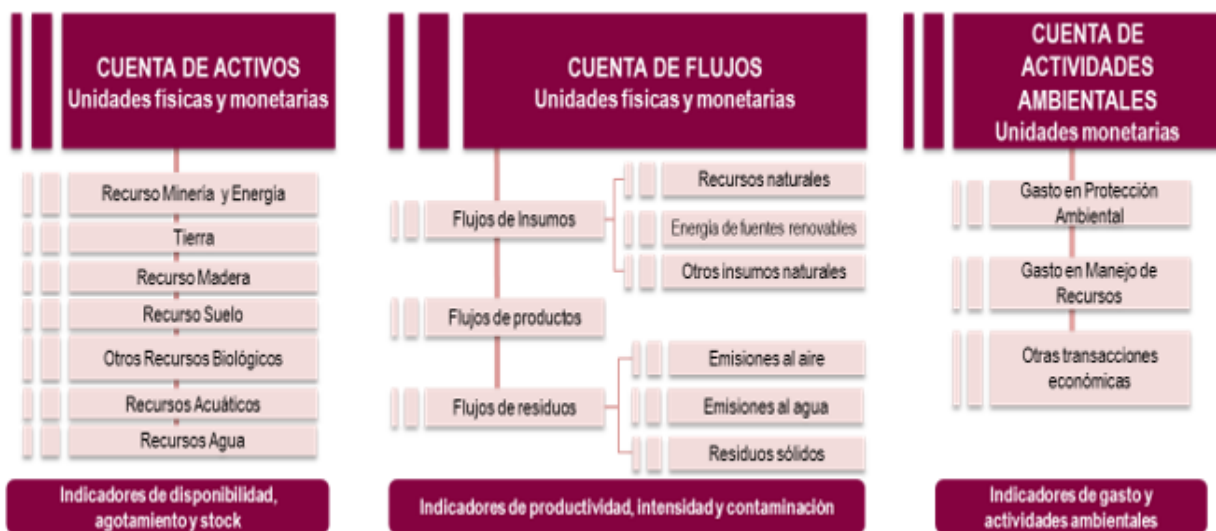 CUENTA DE ACTIVOS
Unidades físicas y monetarias
Recurso Minería y Energía
Tierra
Recurso Madera
Recurso Suelo
Otros Recursos Biológicos
Recursos Acuáticos
Recursos Agua
Indicadores de disponibilidad,
agotamiento y stock
CUENTA DE FLUJOS
Unidades físicas y monetarias
Flujos de Insumos
Recursos naturales
Energía de fuentes renovables
Otros insumos naturales
Flujos de productos
Flujos de residuos
Emisiones al aire
Emisiones al agua
Residuos sólidos
Indicadores de productividad, intensidad y contaminación
CUENTA DE
ACTIVIDADES
AMBIENTALES
Unidades monetarias
Gasto en Protección
Ambiental
Gasto en Manejo de
Recursos
Otras transacciones
económicas
Indicadores de gasto y
actividades ambientales